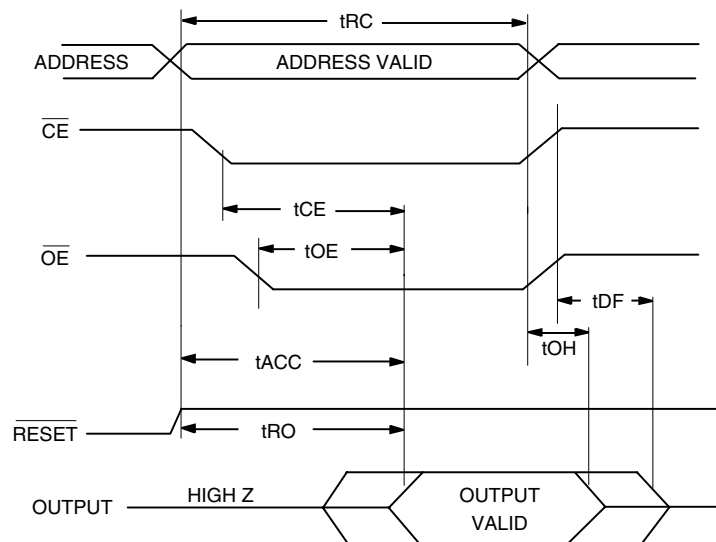 tRC
ADDRESS ADDRESS VALID
CE
tCE
tOE
OE
tDF
tOH
tACC
RESET
tRO
HIGH Z
OUTPUT
OUTPUT
VALID